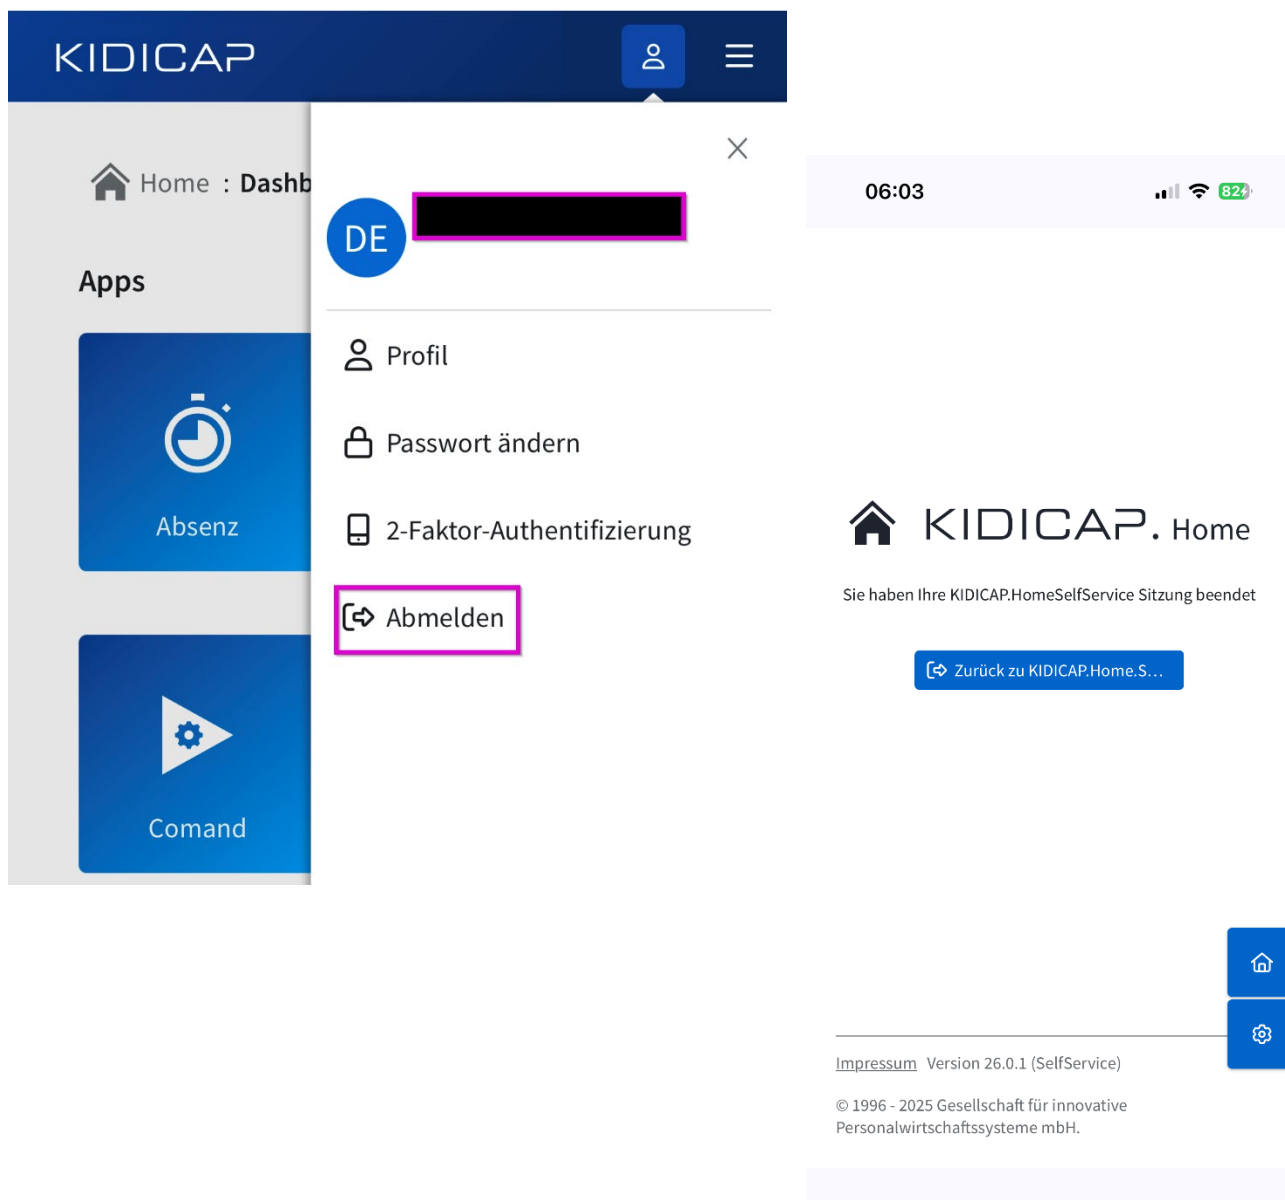 KIDICAP
Home : Dashb
DE
Apps
Profil
Passwort ändern
Absenz
2-Faktor-Authentifizierung
Abmelden
Comand
06:03
82
KIDICAP. Home
Sie haben Ihre KIDICAP.HomeSelfService Sitzung beendet
Zurück zu KIDICAP.Home.S...
Impressum Version 26.0.1 (SelfService)
© 1996 - 2025 Gesellschaft für innovative
Personalwirtschaftssysteme mbH.